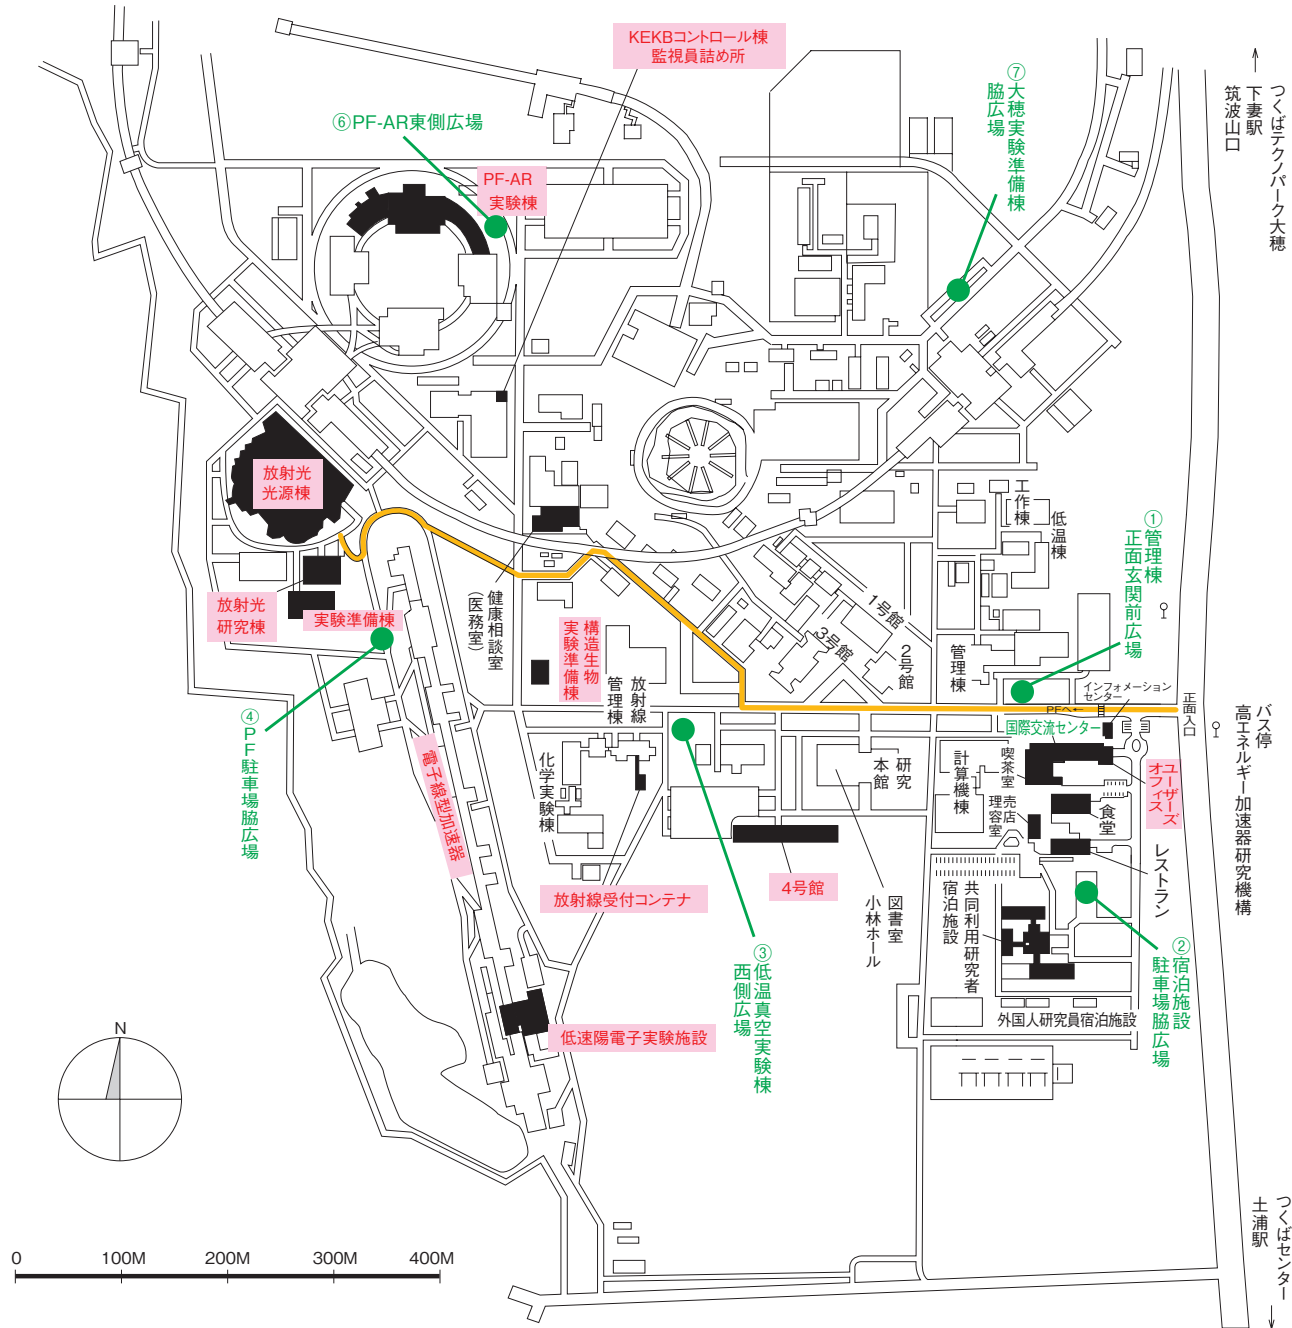 KEKBコントロール棟
監視員詰め所
⑥PF-AR東側広場
PF-AR
実験棟
⑦大穂実験準備棟
脇広場
つくばテクノパーク大穂
下妻駅
筑波山口
放射光
光源棟
放射光
研究棟
実験準備棟
健康相談室
(医務室)
構造生物
実験準備棟
放射線
管理棟
工作棟
低温棟
①管理棟
正面玄関前広場
1号館
3号館
2号館
管理棟
インフォメーション
センター
PFへ←
正面入口
国際交流センター
バス停
高エネルギー加速器研究機構
④PF駐車場脇広場
電子線型加速器
化学実験棟
研究
本館
計算機棟
喫茶室
売店
理容室
ユーザーズ
オフィス
食堂
レストラン
放射線受付コンテナ
4号館
図書室
小林ホール
共同利用研究者
宿泊施設
③低温真空実験棟
西側広場
②宿泊施設
駐車場脇広場
外国人研究員宿泊施設
低速陽電子実験施設
N
0 100M 200M 300M 400M
つくばセンター
土浦駅